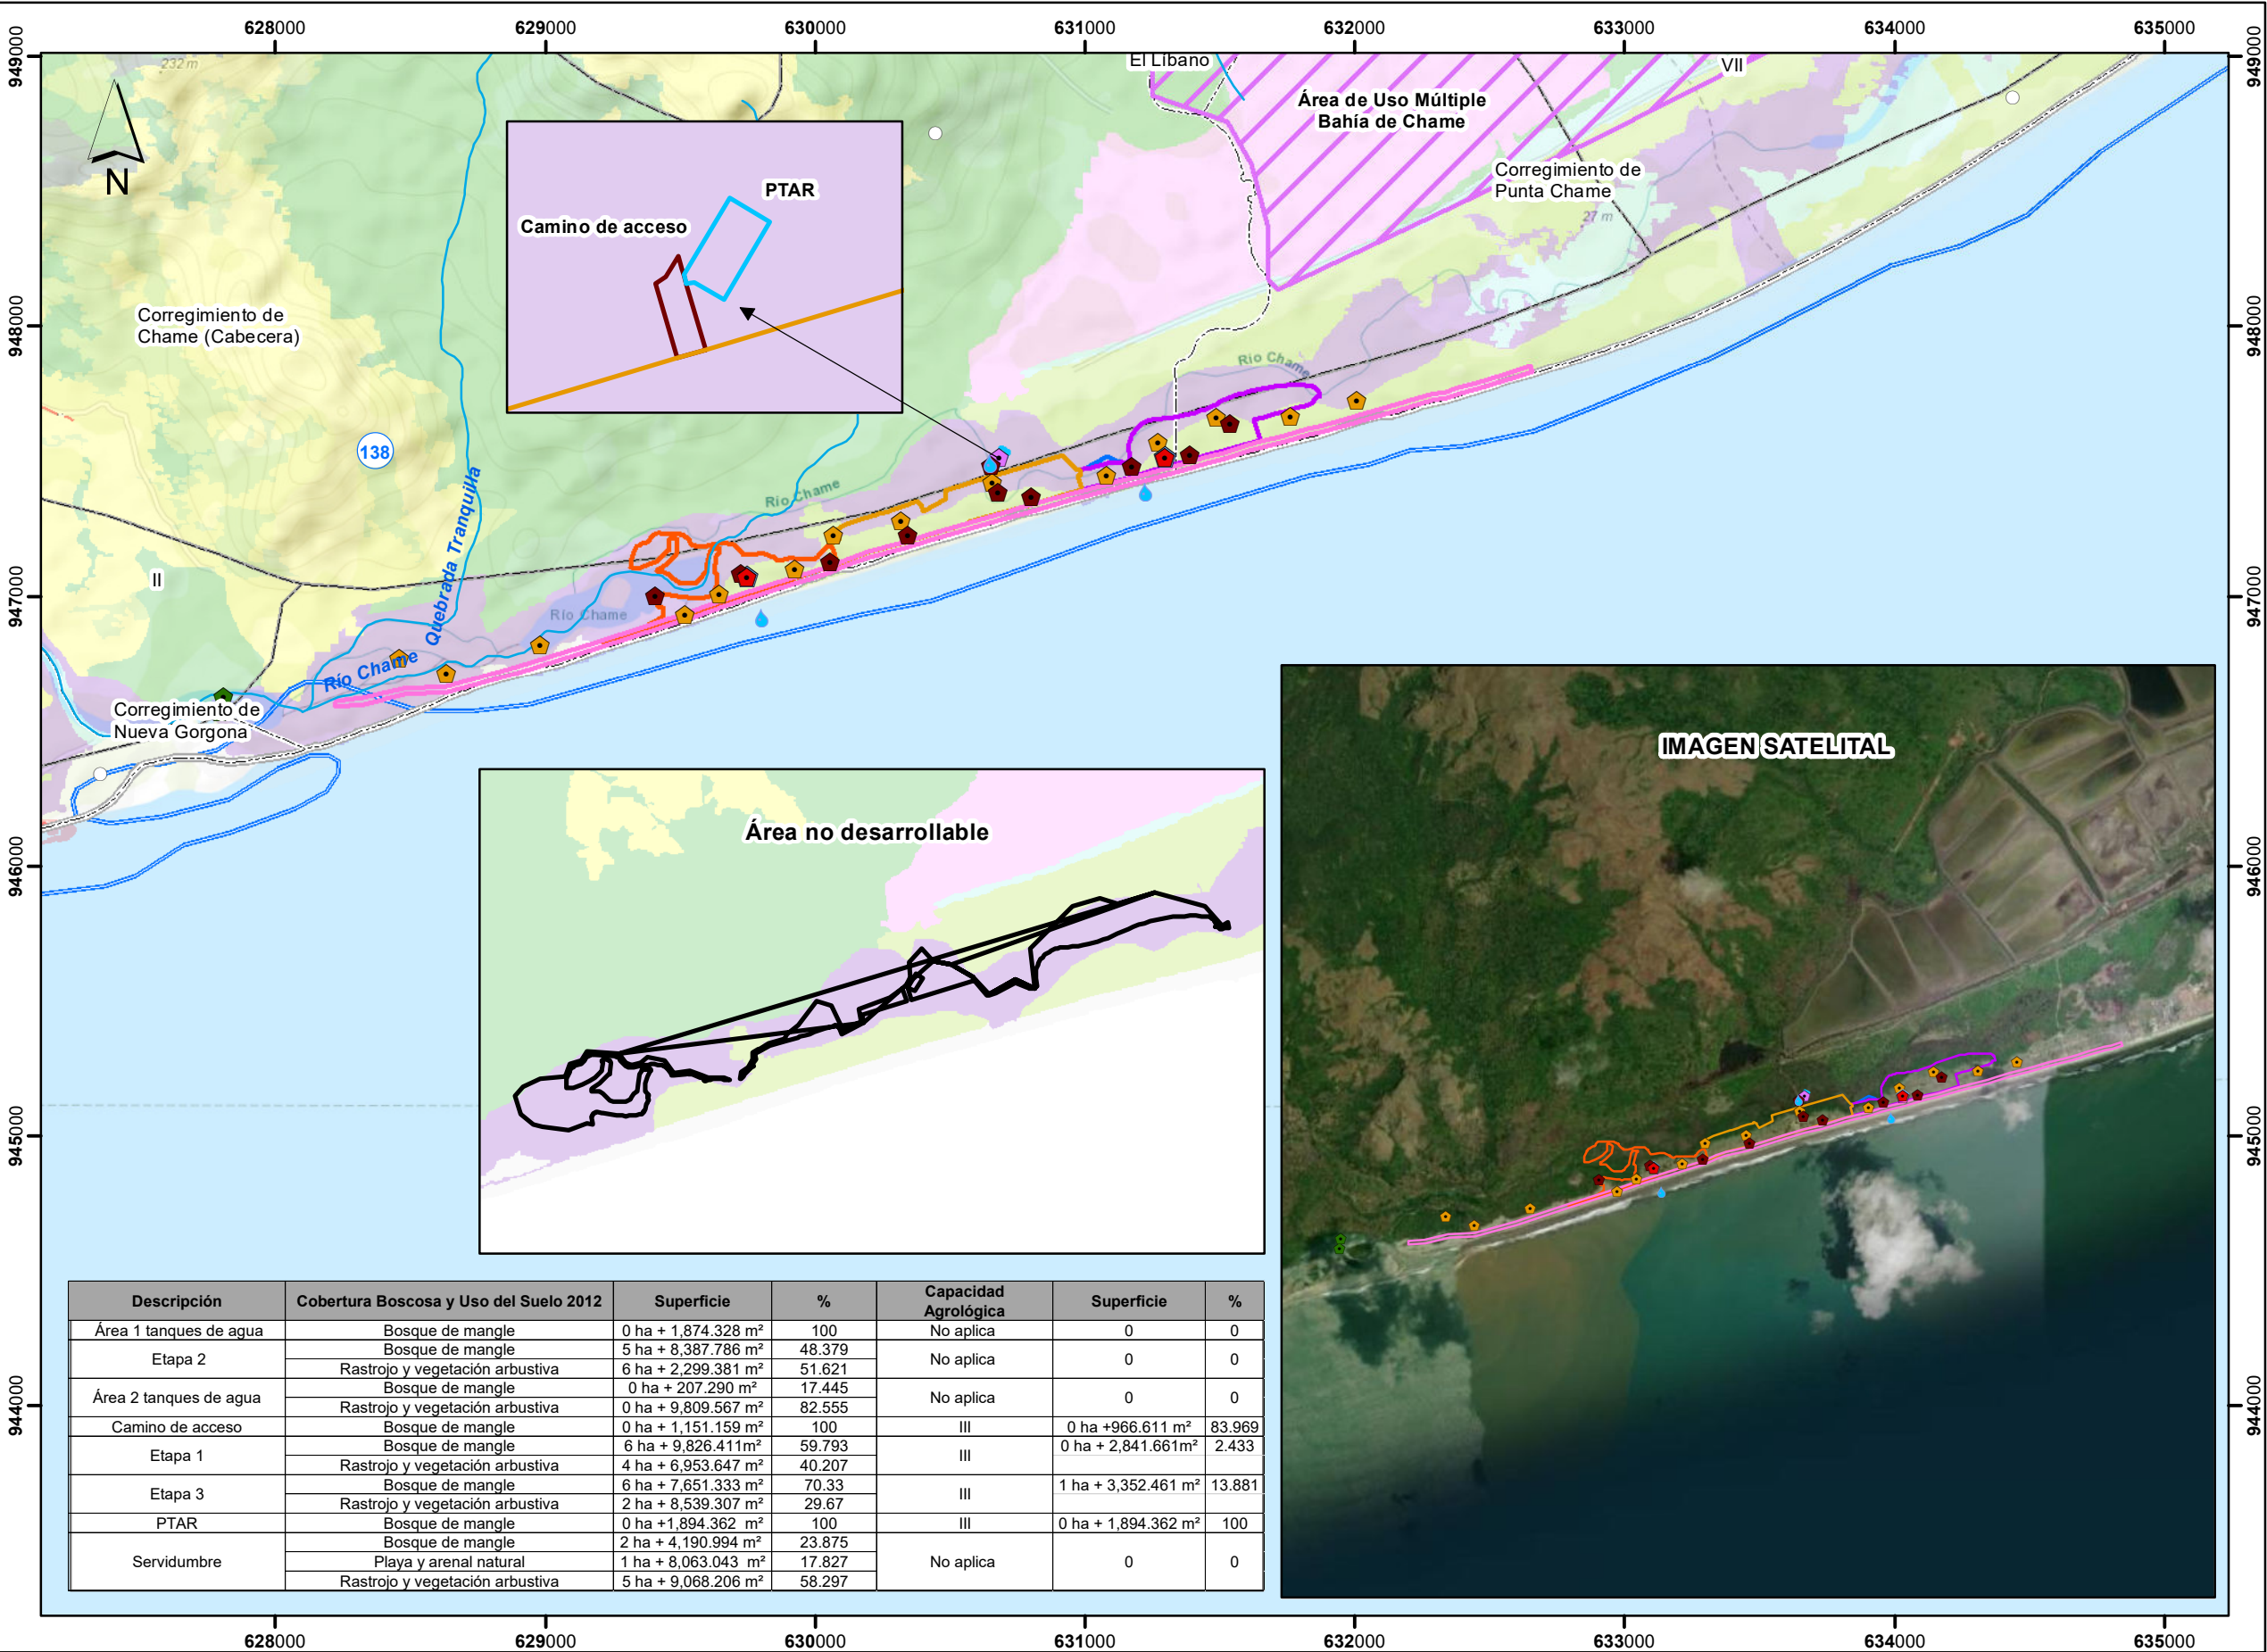 628000 629000 630000 631000 632000 633000 634000 635000
949000 949000
232 m
El Líbano
VII
Área de Uso Múltiple
Bahía de Chame
N
PTAR
Camino de acceso
Corregimiento de
Punta Chame
27 m
948000 948000
Corregimiento de
Chame (Cabecera)
Río Chame
138
Quebrada Tranquilla
Río Chame
II
947000 947000
Río Chame
Río Chame
Corregimiento de
Nueva Gorgona
IMAGEN SATELITAL
Área no desarrollable
946000 946000
945000 945000
944000 944000
Descripción Cobertura Boscosa y Uso del Suelo 2012 Superficie % Capacidad Agrológica Superficie %
Área 1 tanques de agua Bosque de mangle 0 ha + 1,874.328 m² 100 No aplica 0 0
Etapa 2 Bosque de mangle 5 ha + 8,387.786 m² 48.379 No aplica 0 0
Rastrojo y vegetación arbustiva 6 ha + 2,299.381 m² 51.621
Área 2 tanques de agua Bosque de mangle 0 ha + 207.290 m² 17.445 No aplica 0 0
Rastrojo y vegetación arbustiva 0 ha + 9,809.567 m² 82.555
Camino de acceso Bosque de mangle 0 ha + 1,151.159 m² 100 III 0 ha +966.611 m² 83.969
Etapa 1 Bosque de mangle 6 ha + 9,826.411m² 59.793 III 0 ha + 2,841.661m² 2.433
Rastrojo y vegetación arbustiva 4 ha + 6,953.647 m² 40.207
Etapa 3 Bosque de mangle 6 ha + 7,651.333 m² 70.33 III 1 ha + 3,352.461 m² 13.881
Rastrojo y vegetación arbustiva 2 ha + 8,539.307 m² 29.67
PTAR Bosque de mangle 0 ha +1,894.362 m² 100 III 0 ha + 1,894.362 m² 100
Servidumbre Bosque de mangle 2 ha + 4,190.994 m² 23.875 No aplica 0 0
Playa y arenal natural 1 ha + 8,063.043 m² 17.827
Rastrojo y vegetación arbustiva 5 ha + 9,068.206 m² 58.297
628000 629000 630000 631000 632000 633000 634000 635000